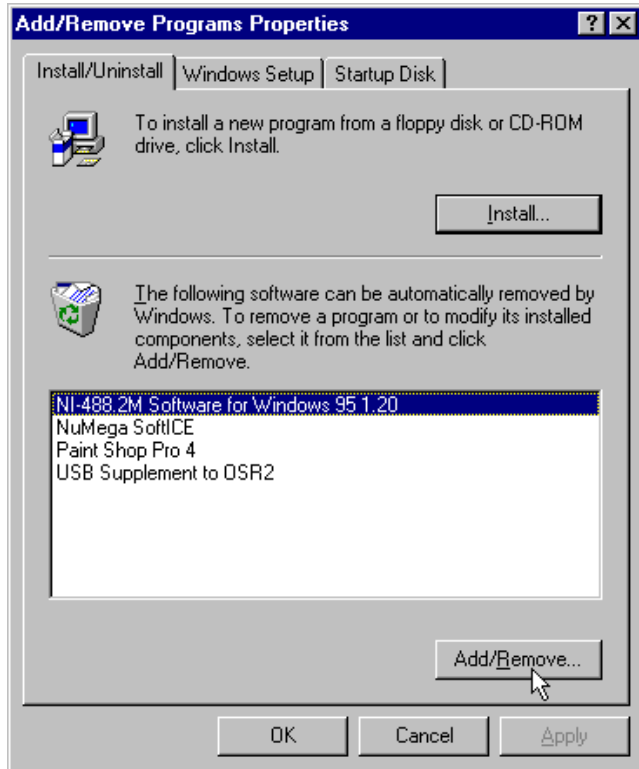 Add/Remove Programs Properties
Install/Uninstall
Windows Setup
Startup Disk
To install a new program from a floppy disk or CD-ROM
drive, click Install.
Install...
The following software can be automatically removed by
Windows. To remove a program or to modify its installed
components, select it from the list and click
Add/Remove.
NI-488.2M Software for Windows 95 1.20
NuMega SoftICE
Paint Shop Pro 4
USB Supplement to OSR2
Add/Remove...
OK
Cancel
Apply